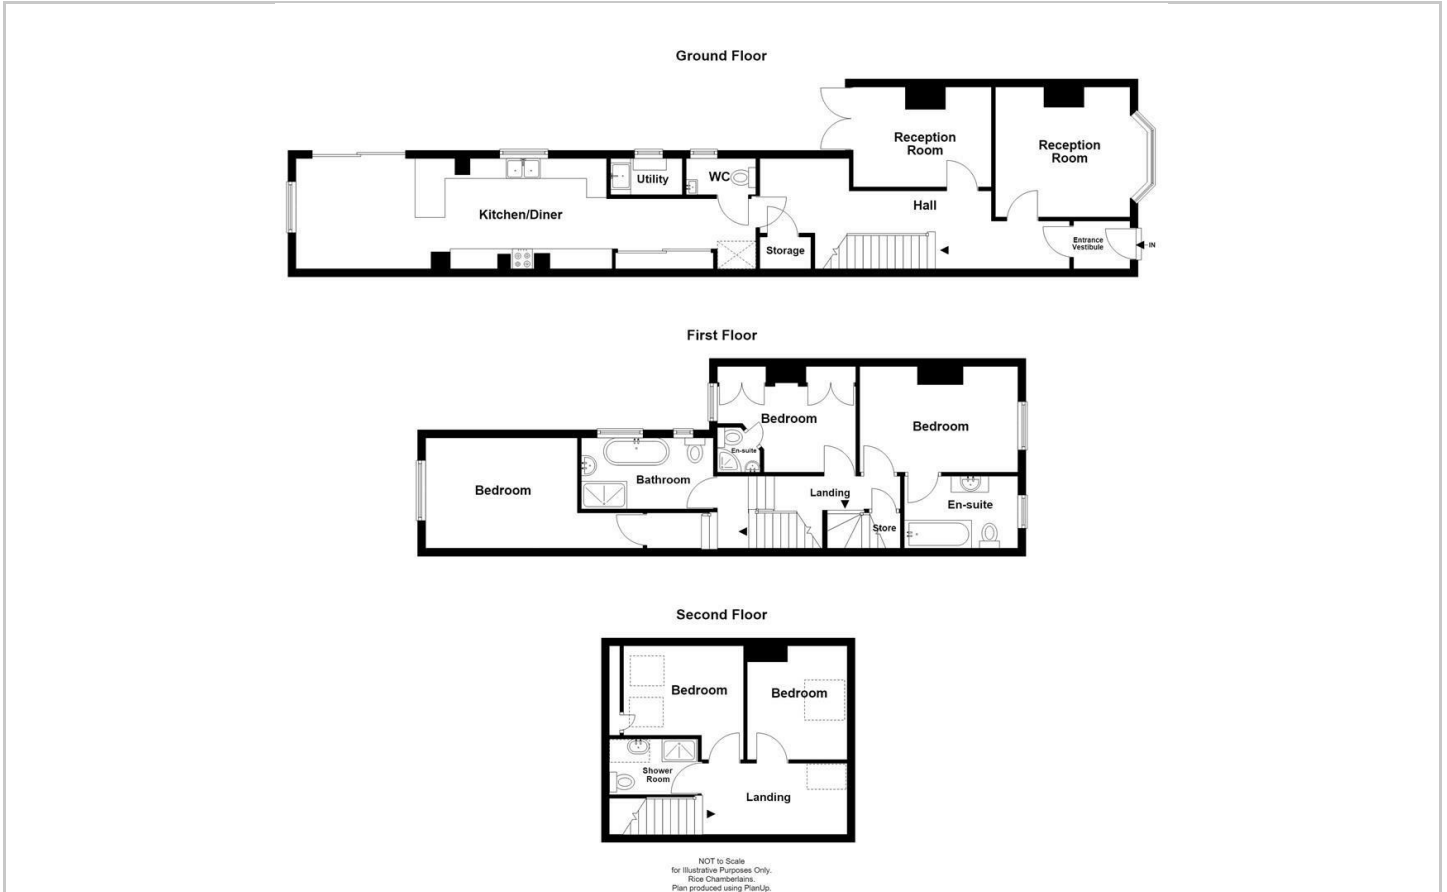 Ground Floor
Reception
Room
Reception
Room
Utility
WC
Kitchen/Diner
Hall
Storage
Entrance
Vestibule
IN
First Floor
Bedroom
Bedroom
En-suite
Bathroom
Bedroom
Landing
En-suite
Store
Second Floor
Bedroom
Bedroom
Shower
Room
Landing
NOT to Scale
for Illustrative Purposes Only.
Rice Chamberlains.
Plan produced using PlanUp.